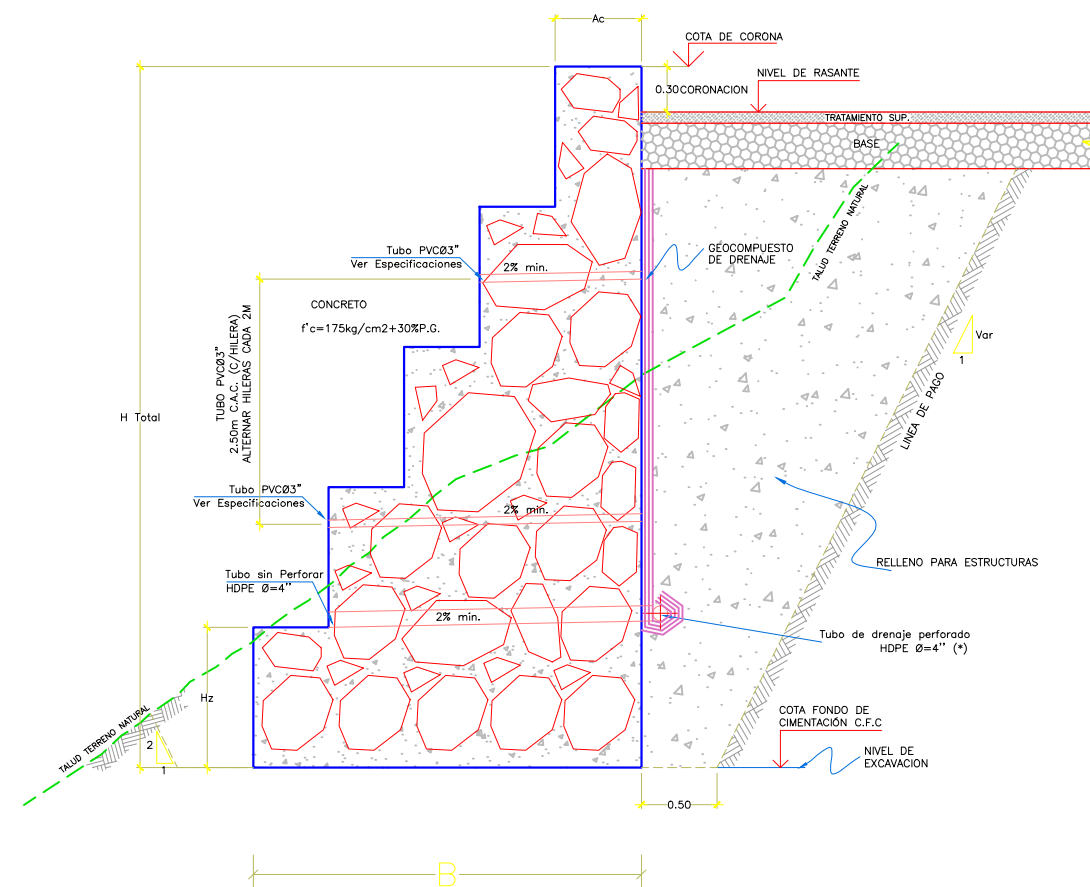 Ac
COTA DE CORONA
NIVEL DE RASANTE
0.30CORONACION
TRATAMIENTO SUP.
BASE
TALUD TERRENO NATURAL
Tubo PVCØ3"
Ver Especificaciones
2% min.
GEOCOMPUESTO
DE DRENAJE
CONCRETO
f'c=175kg/cm2+30%P.G.
TUBO PVCØ3"
2.50m C.A.C. (C/HILERA)
ALTERNAR HILERAS CADA 2M
H Total
Var
1
LINEA DE PAGO
Tubo PVCØ3"
Ver Especificaciones
2% min.
RELLENO PARA ESTRUCTURAS
Tubo sin Perforar
HDPE Ø=4''
2% min.
Tubo de drenaje perforado
HDPE Ø=4'' (*)
Hz
TALUD TERRENO NATURAL
2
1
COTA FONDO DE
CIMENTACIÓN C.F.C
NIVEL DE
EXCAVACION
0.50
B